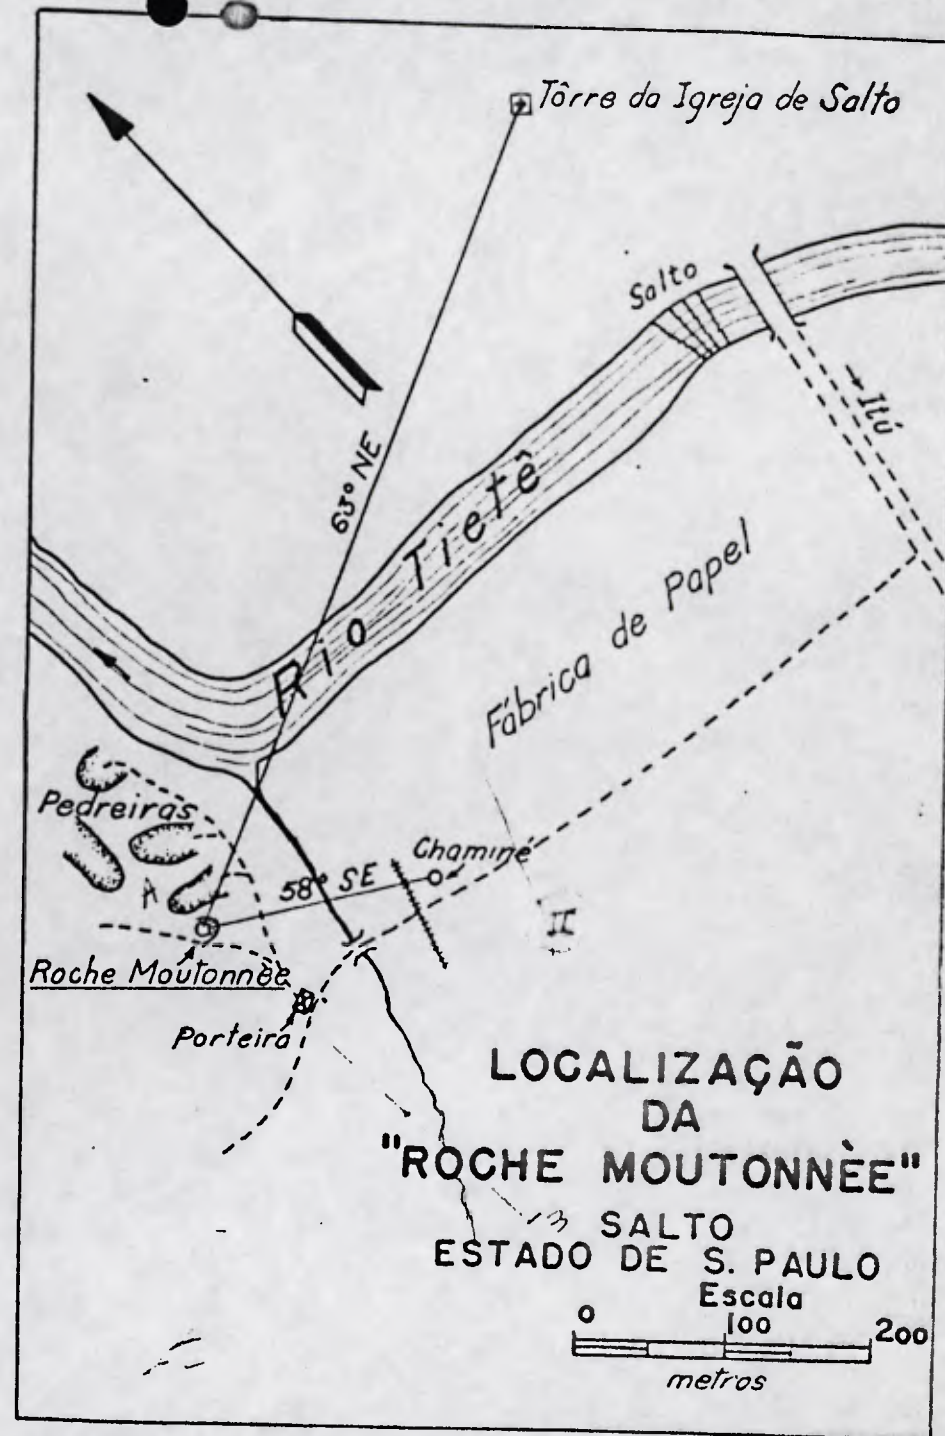 Tôrre da Igreja de Salto
Salto
Itú
63° NE
Rio Tietê
Fábrica de Papel
Pedreiras
Chaminé
A
58° SE
II
Roche Moutonnèe
Porteira
LOCALIZAÇÃO
DA
"ROCHE MOUTONNÈE"
SALTO
ESTADO DE S. PAULO
Escala
0 100 200
metros